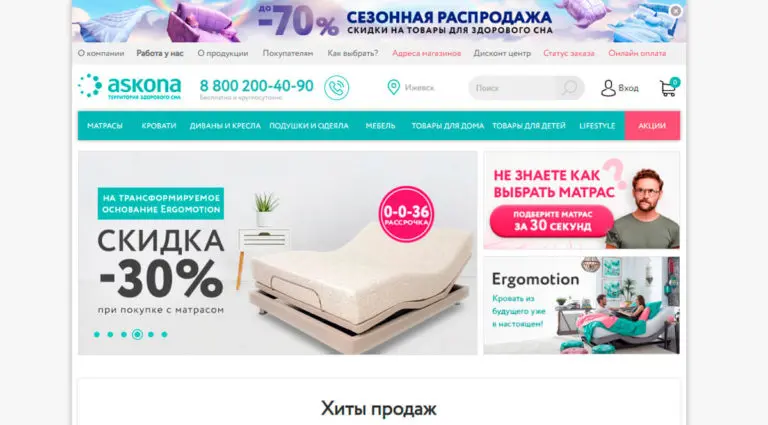 ДО -70%
СЕЗОННАЯ РАСПРОДАЖА
СКИДКИ НА ТОВАРЫ ДЛЯ ЗДОРОВОГО СНА
О компании Работа у нас О продукции Покупателям Как выбрать? Адреса магазинов Дисконт центр Статус заказа Онлайн оплата
askona
ТЕРРИТОРИЯ ЗДОРОВОГО СНА
8 800 200-40-90
Бесплатно и круглосуточно
Ижевск
Поиск
Вход
0
МАТРАСЫ КРОВАТИ ДИВАНЫ И КРЕСЛА ПОДУШКИ И ОДЕЯЛА МЕБЕЛЬ ТОВАРЫ ДЛЯ ДОМА ТОВАРЫ ДЛЯ ДЕТЕЙ LIFESTYLE АКЦИИ
НА ТРАНСФОРМИРУЕМОЕ
ОСНОВАНИЕ ERGOMOTION
СКИДКА
-30%
при покупке с матрасом
0-0-36
РАССРОЧКА
НЕ ЗНАЕТЕ КАК
ВЫБРАТЬ МАТРАС
?
ПОДБЕРИТЕ МАТРАС
ЗА 30 СЕКУНД
Ergomotion
Кровать из
будущего уже
в настоящем!
Хиты продаж